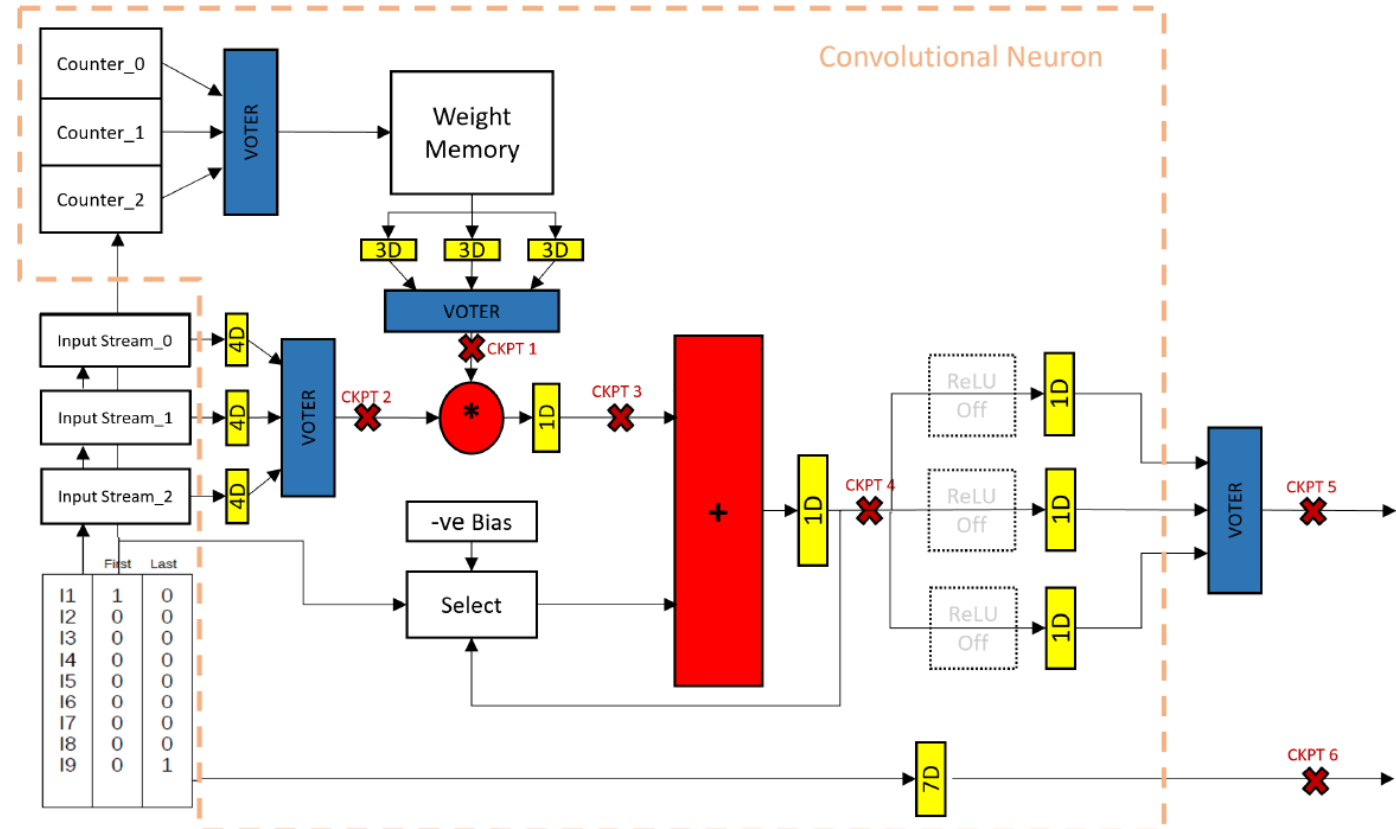 Convolutional Neuron
Counter_0
Counter_1
Counter_2
VOTER
Weight
Memory
3D
3D
3D
VOTER
CKPT 1
Input Stream_0
Input Stream_1
Input Stream_2
4D
4D
4D
VOTER
CKPT 2
*
1D
CKPT 3
-ve Bias
Select
+
1D
CKPT 4
ReLU
Off
1D
ReLU
Off
1D
ReLU
Off
1D
VOTER
CKPT 5
First Last
I1 1 0
I2 0 0
I3 0 0
I4 0 0
I5 0 0
I6 0 0
I7 0 0
I8 0 0
I9 0 1
7D
CKPT 6